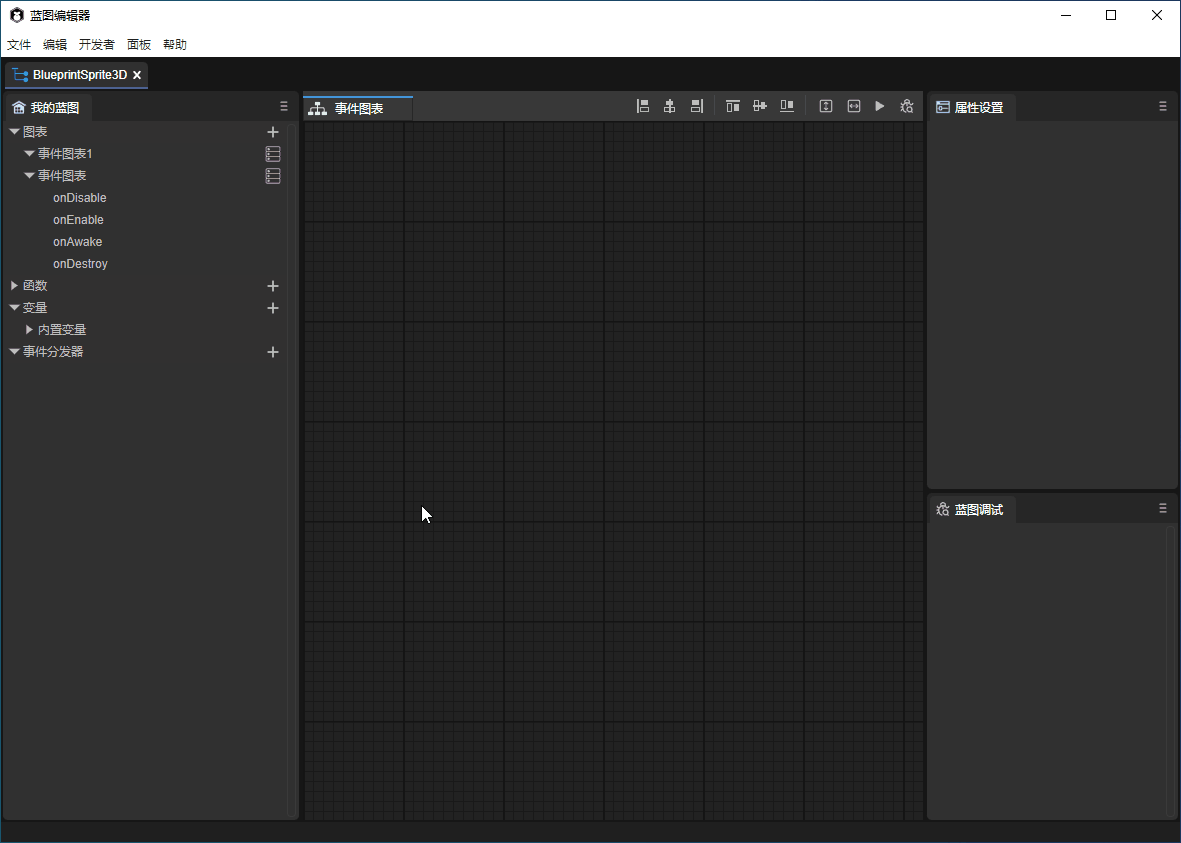 蓝图编辑器
文件 编辑 开发者 面板 帮助
BlueprintSprite3D
我的蓝图
图表
事件图表1
事件图表
onDisable
onEnable
onAwake
onDestroy
函数
变量
内置变量
事件分发器
事件图表
属性设置
蓝图调试